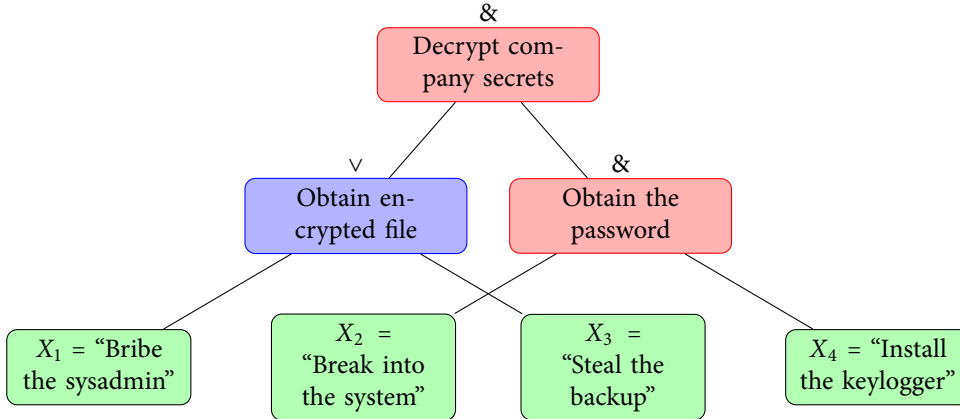 &
Decrypt com-
pany secrets
∨
&
Obtain en-
crypted file
Obtain the
password
X₁ = “Bribe
the sysadmin”
X₂ =
“Break into
the system”
X₃ =
“Steal the
backup”
X₄ = “Install
the keylogger”